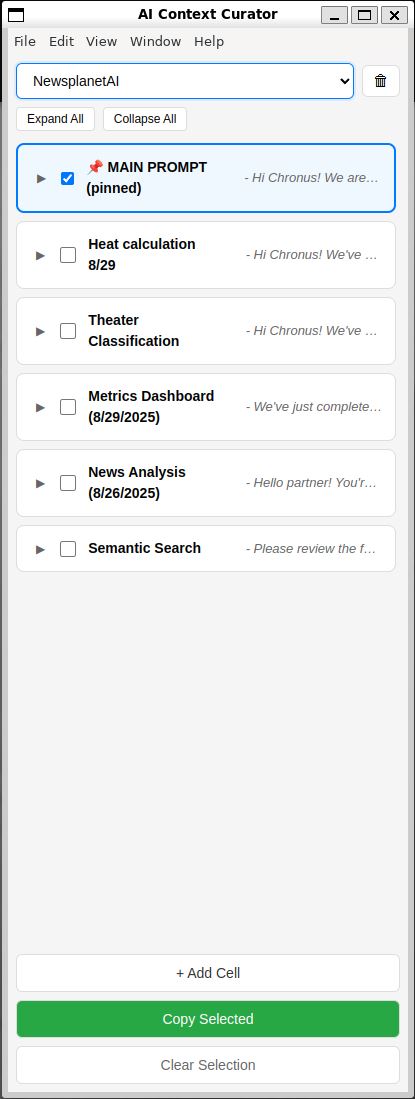 AI Context Curator
File Edit View Window Help
NewsplanetAI
Expand All Collapse All
MAIN PROMPT
(pinned)
- Hi Chronus! We are…
Heat calculation
8/29
- Hi Chronus! We've …
Theater
Classification
- Hi Chronus! We've …
Metrics Dashboard
(8/29/2025)
- We've just complete…
News Analysis
(8/26/2025)
- Hello partner! You'r…
Semantic Search
- Please review the f…
+ Add Cell
Copy Selected
Clear Selection